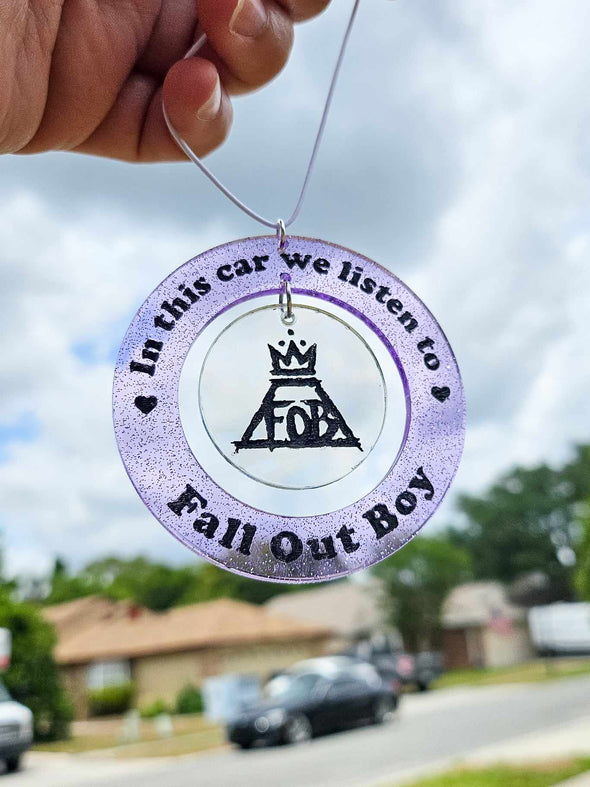 In this car we listen to
FOB
Fall Out Boy